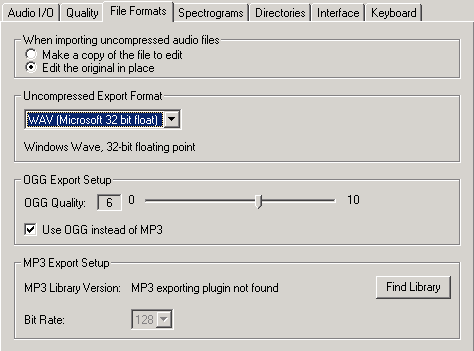 Audio I/O Quality File Formats Spectrograms Directories Interface Keyboard
When importing uncompressed audio files
Make a copy of the file to edit
Edit the original in place
Uncompressed Export Format
WAV (Microsoft 32 bit float)
Windows Wave, 32-bit floating point
OGG Export Setup
OGG Quality: 6 0 10
Use OGG instead of MP3
MP3 Export Setup
MP3 Library Version: MP3 exporting plugin not found Find Library
Bit Rate: 128